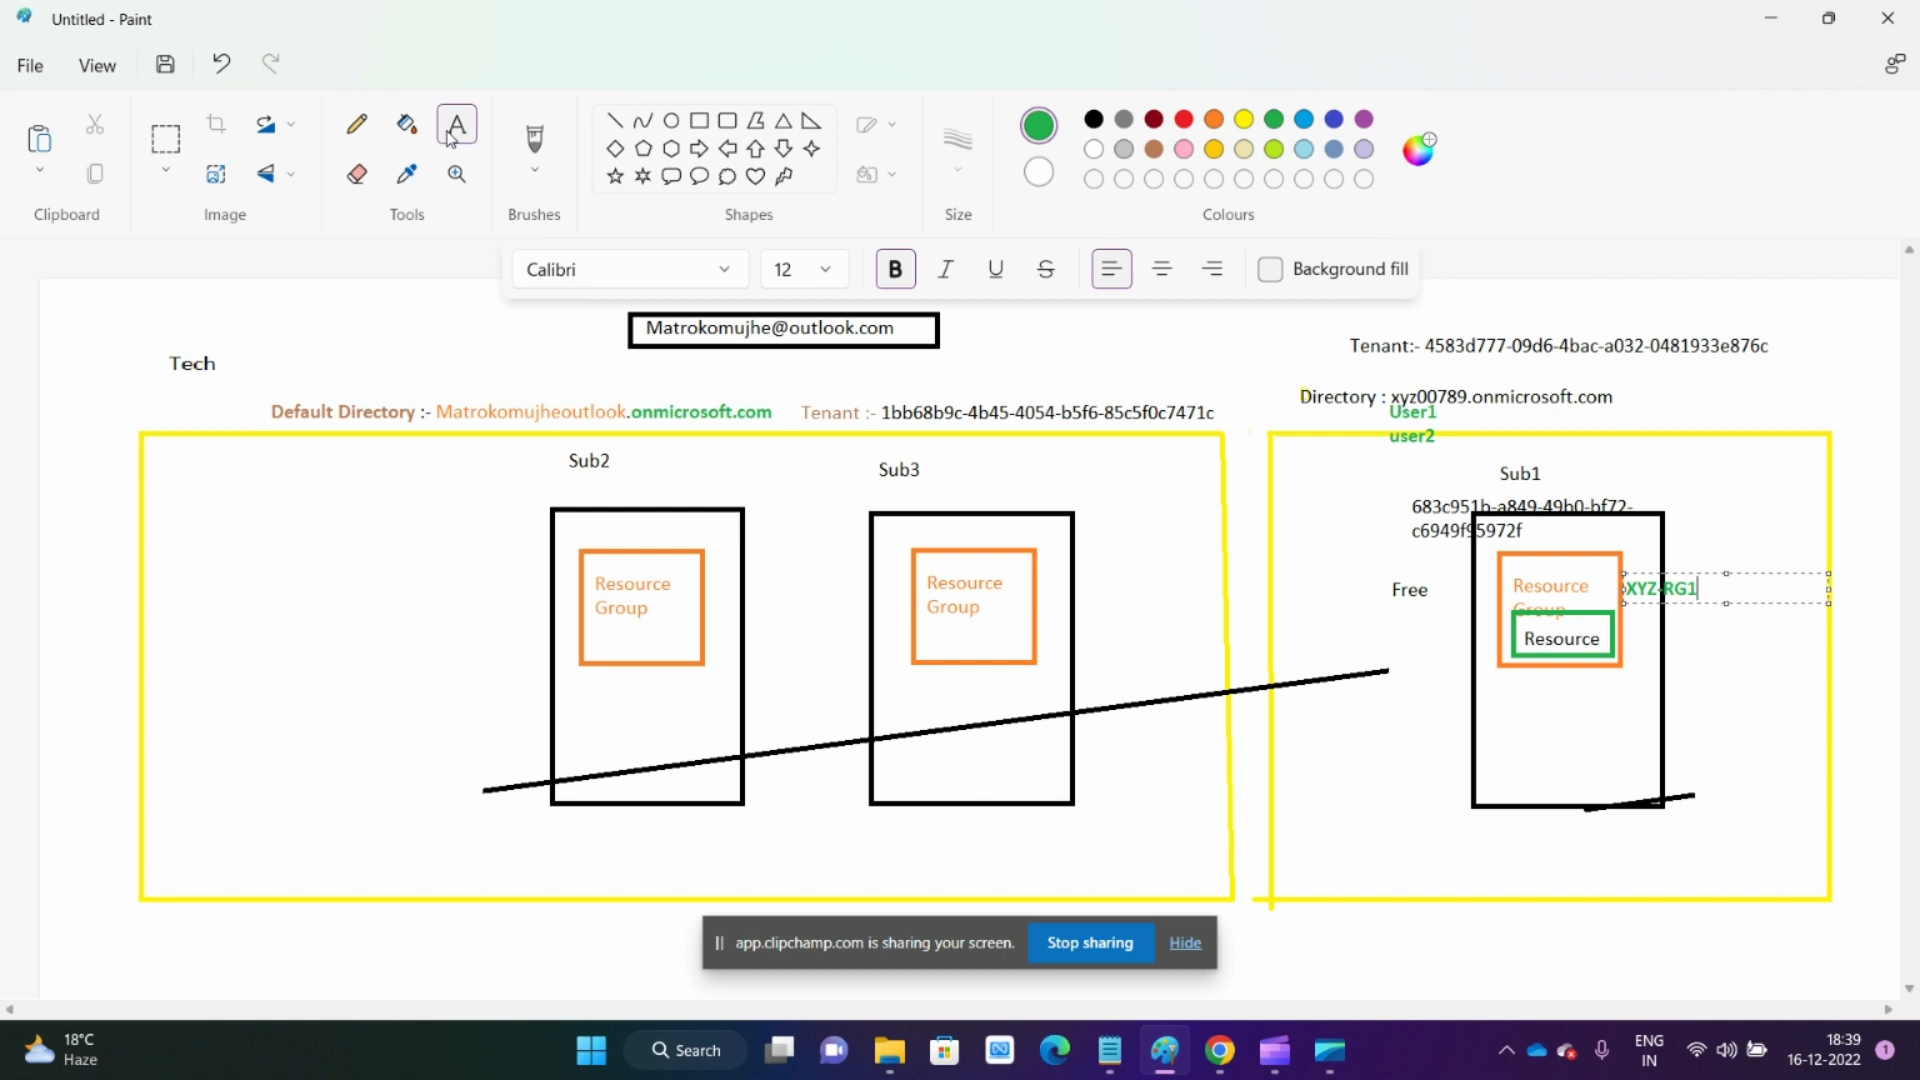 Untitled - Paint
File
View
Clipboard
Image
Tools
Brushes
Shapes
Size
Colours
Calibri
12
B
Background fill
Matrokomujhe@outlook.com
Tech
Tenant:- 4583d777-09d6-4bac-a032-0481933e876c
Directory : xyz00789.onmicrosoft.com
Default Directory :- Matrokomujheoutlook.onmicrosoft.com
Tenant :- 1bb68b9c-4b45-4054-b5f6-85c5f0c7471c
User1
user2
Sub2
Sub3
Sub1
683c951b-a849-49b0-bf72-
c6949f95972f
Resource
Group
Resource
Group
Free
Resource
Group
XYZ-RG1
Resource
app.clipchamp.com is sharing your screen.
Stop sharing
Hide
18°C
Haze
Search
ENG
IN
18:39
16-12-2022
1